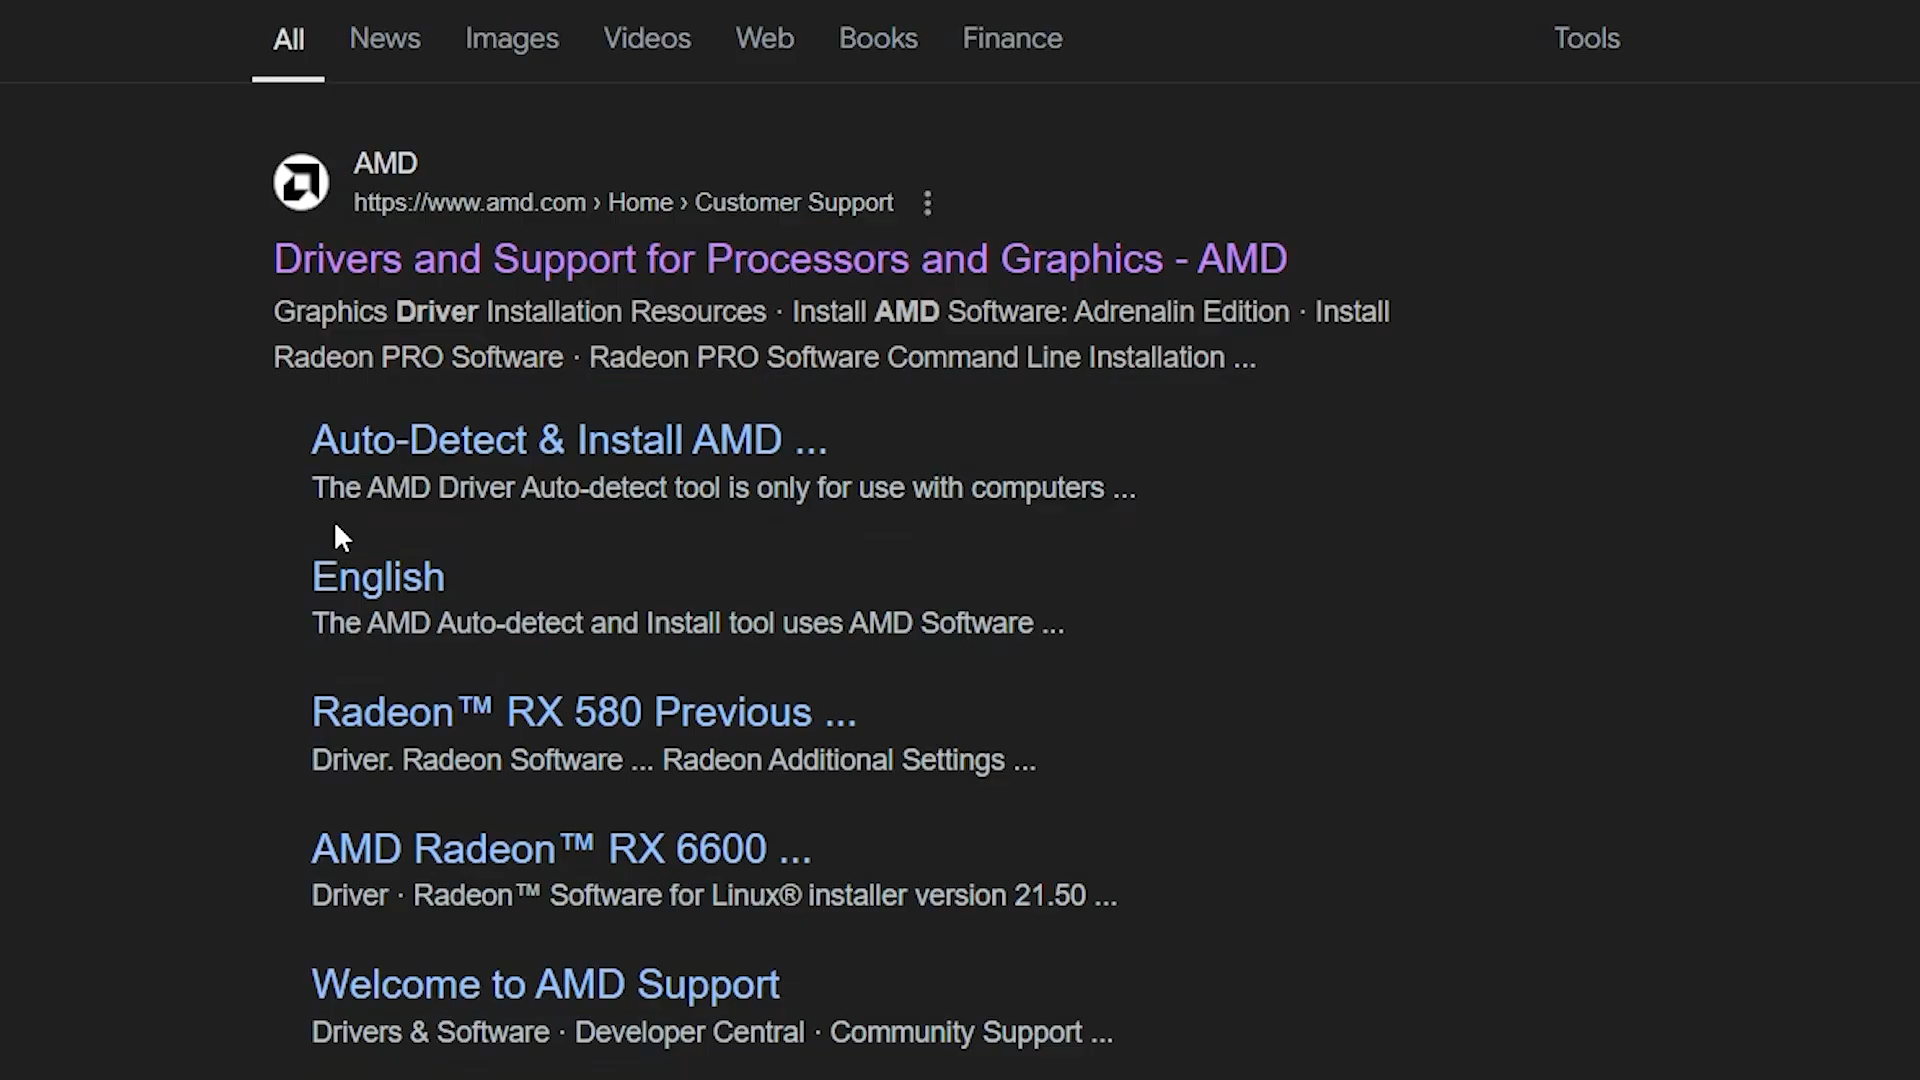 All News Images Videos Web Books Finance Tools
AMD
https://www.amd.com › Home › Customer Support
Drivers and Support for Processors and Graphics - AMD
Graphics Driver Installation Resources · Install AMD Software: Adrenalin Edition · Install
Radeon PRO Software · Radeon PRO Software Command Line Installation ...
Auto-Detect & Install AMD ...
The AMD Driver Auto-detect tool is only for use with computers ...
English
The AMD Auto-detect and Install tool uses AMD Software ...
Radeon™ RX 580 Previous ...
Driver. Radeon Software ... Radeon Additional Settings ...
AMD Radeon™ RX 6600 ...
Driver · Radeon™ Software for Linux® installer version 21.50 ...
Welcome to AMD Support
Drivers & Software · Developer Central · Community Support ...